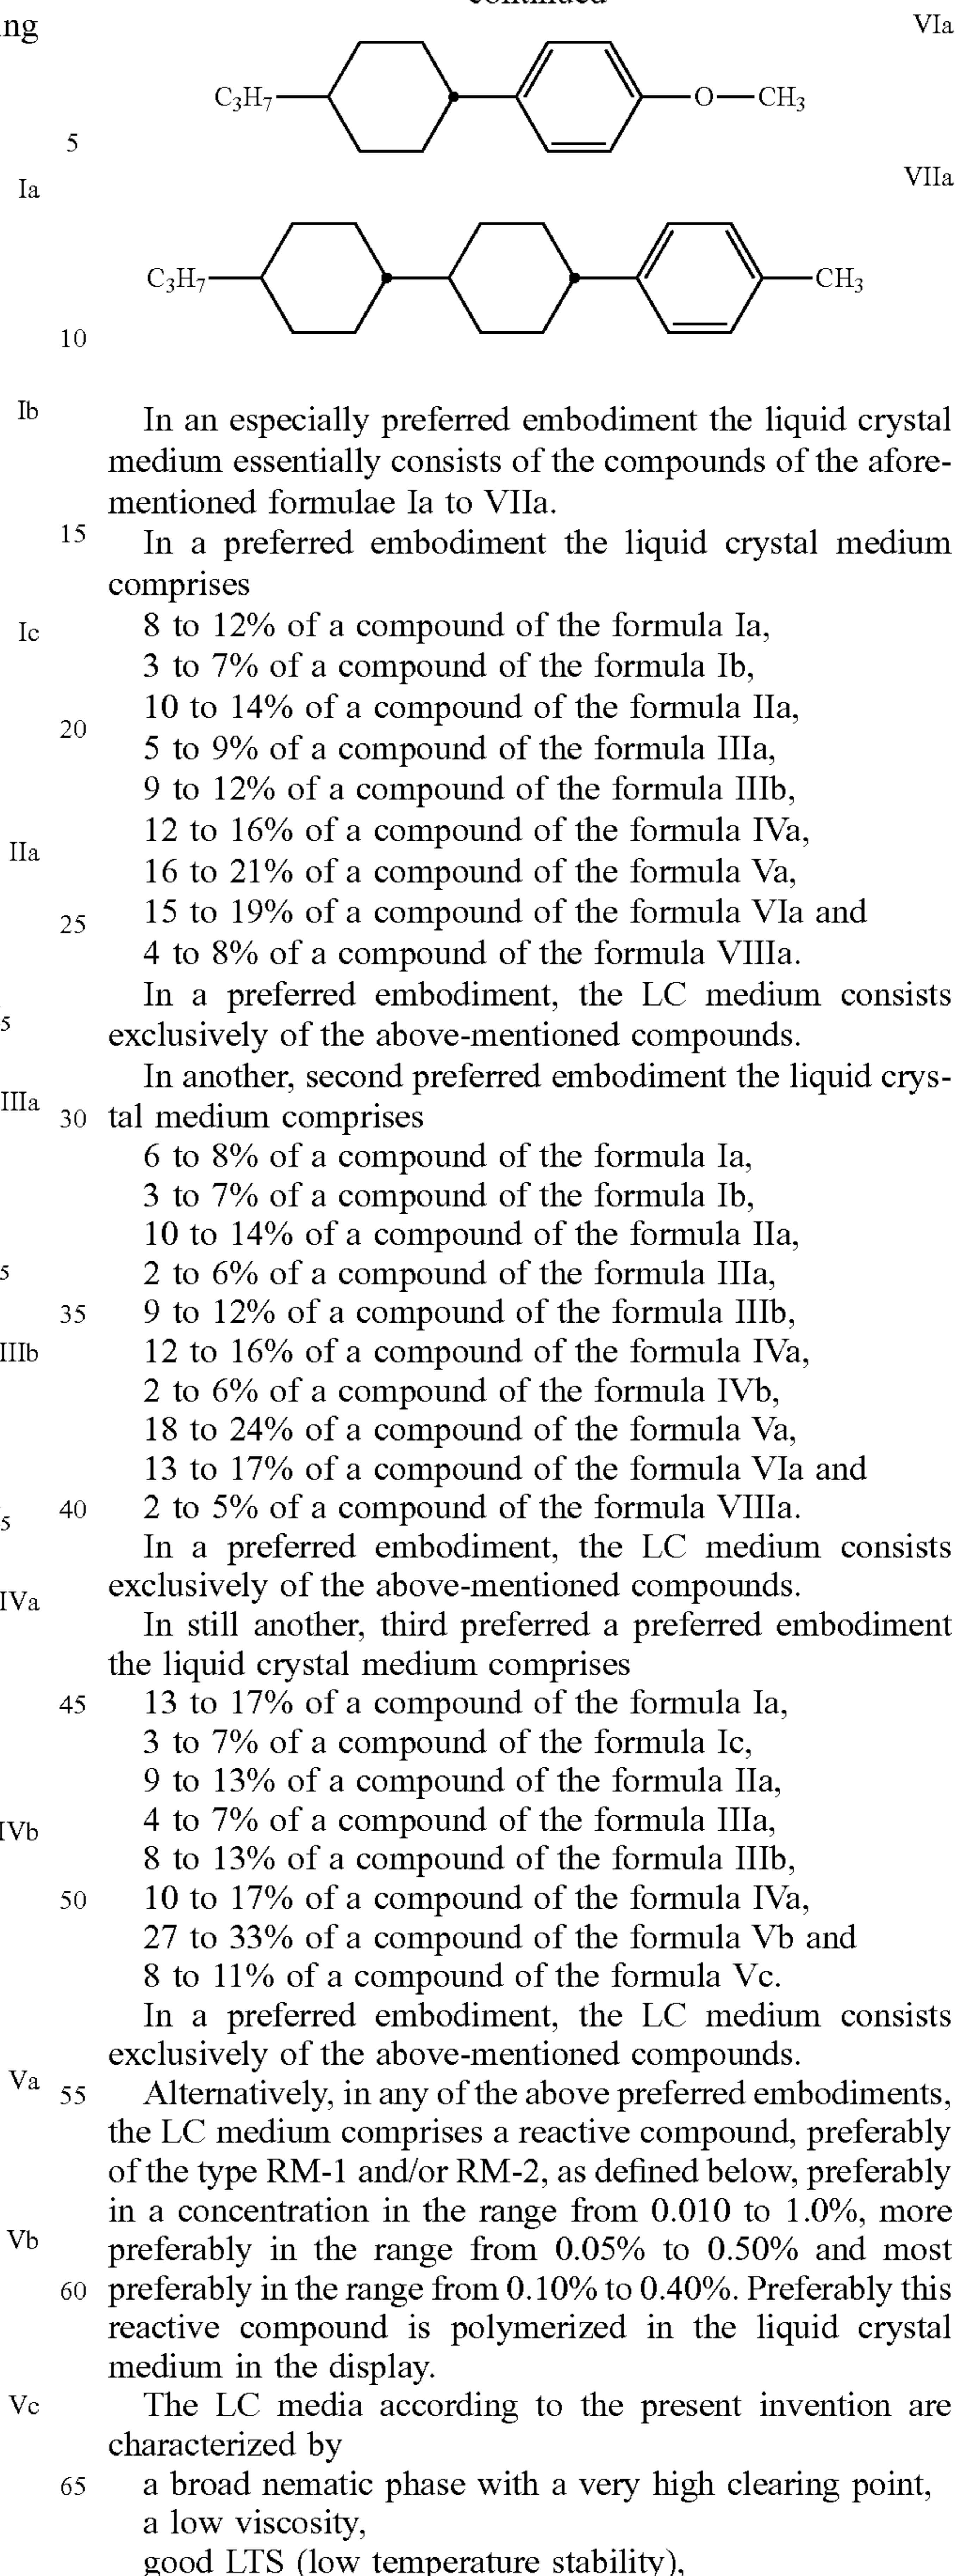 ing
Ia
Ib
Ic
IIa
5
IIIa
5
IIIb
5
IVa
IVb
Va
Vb
Vc
continued
VIa
C₃H₇ O CH₃
5
VIIa
C₃H₇ CH₃
10
In an especially preferred embodiment the liquid crystal
medium essentially consists of the compounds of the afore-
mentioned formulae Ia to VIIa.
15 In a preferred embodiment the liquid crystal medium
comprises
8 to 12% of a compound of the formula Ia,
3 to 7% of a compound of the formula Ib,
10 to 14% of a compound of the formula IIa,
20 5 to 9% of a compound of the formula IIIa,
9 to 12% of a compound of the formula IIIb,
12 to 16% of a compound of the formula IVa,
16 to 21% of a compound of the formula Va,
25 15 to 19% of a compound of the formula VIa and
4 to 8% of a compound of the formula VIIIa.
In a preferred embodiment, the LC medium consists
exclusively of the above-mentioned compounds.
In another, second preferred embodiment the liquid crys-
30 tal medium comprises
6 to 8% of a compound of the formula Ia,
3 to 7% of a compound of the formula Ib,
10 to 14% of a compound of the formula IIa,
2 to 6% of a compound of the formula IIIa,
35 9 to 12% of a compound of the formula IIIb,
12 to 16% of a compound of the formula IVa,
2 to 6% of a compound of the formula IVb,
18 to 24% of a compound of the formula Va,
13 to 17% of a compound of the formula VIa and
40 2 to 5% of a compound of the formula VIIIa.
In a preferred embodiment, the LC medium consists
exclusively of the above-mentioned compounds.
In still another, third preferred a preferred embodiment
the liquid crystal medium comprises
45 13 to 17% of a compound of the formula Ia,
3 to 7% of a compound of the formula Ic,
9 to 13% of a compound of the formula IIa,
4 to 7% of a compound of the formula IIIa,
8 to 13% of a compound of the formula IIIb,
50 10 to 17% of a compound of the formula IVa,
27 to 33% of a compound of the formula Vb and
8 to 11% of a compound of the formula Vc.
In a preferred embodiment, the LC medium consists
exclusively of the above-mentioned compounds.
55 Alternatively, in any of the above preferred embodiments,
the LC medium comprises a reactive compound, preferably
of the type RM-1 and/or RM-2, as defined below, preferably
in a concentration in the range from 0.010 to 1.0%, more
preferably in the range from 0.05% to 0.50% and most
60 preferably in the range from 0.10% to 0.40%. Preferably this
reactive compound is polymerized in the liquid crystal
medium in the display.
The LC media according to the present invention are
characterized by
65 a broad nematic phase with a very high clearing point,
a low viscosity,
good LTS (low temperature stability),